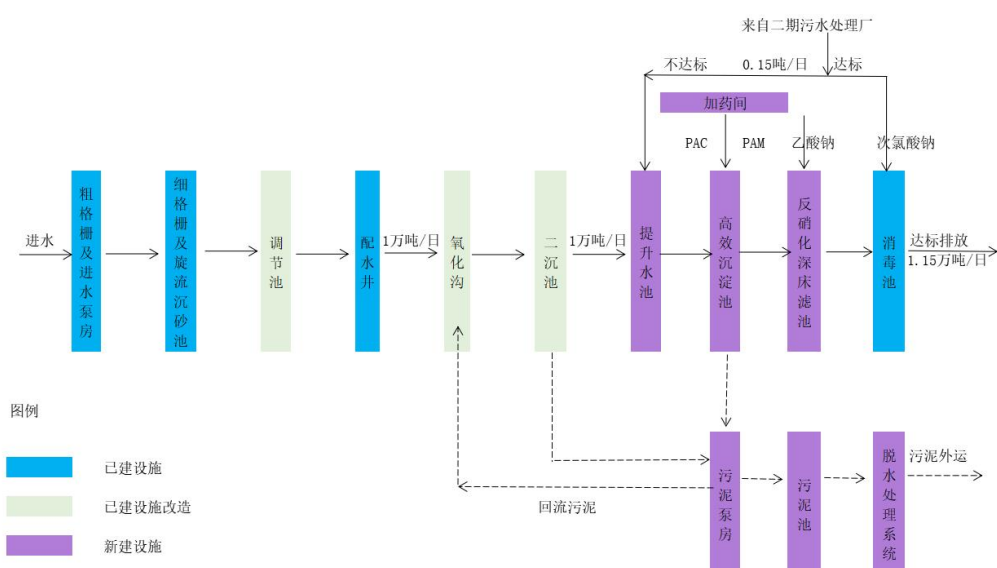 来自二期污水处理厂
不达标 0.15吨/日 达标
加药间
PAC PAM 乙酸钠 次氯酸钠
进水
粗格栅及进水泵房
细格栅及旋流沉砂池
调节池
配水井
1万吨/日
氧化沟
二沉池
1万吨/日
提升水池
高效沉淀池
反硝化深床滤池
消毒池
达标排放
1.15万吨/日
图例
已建设施
已建设施改造
新建设施
回流污泥
污泥泵房
污泥池
脱水处理系统
污泥外运